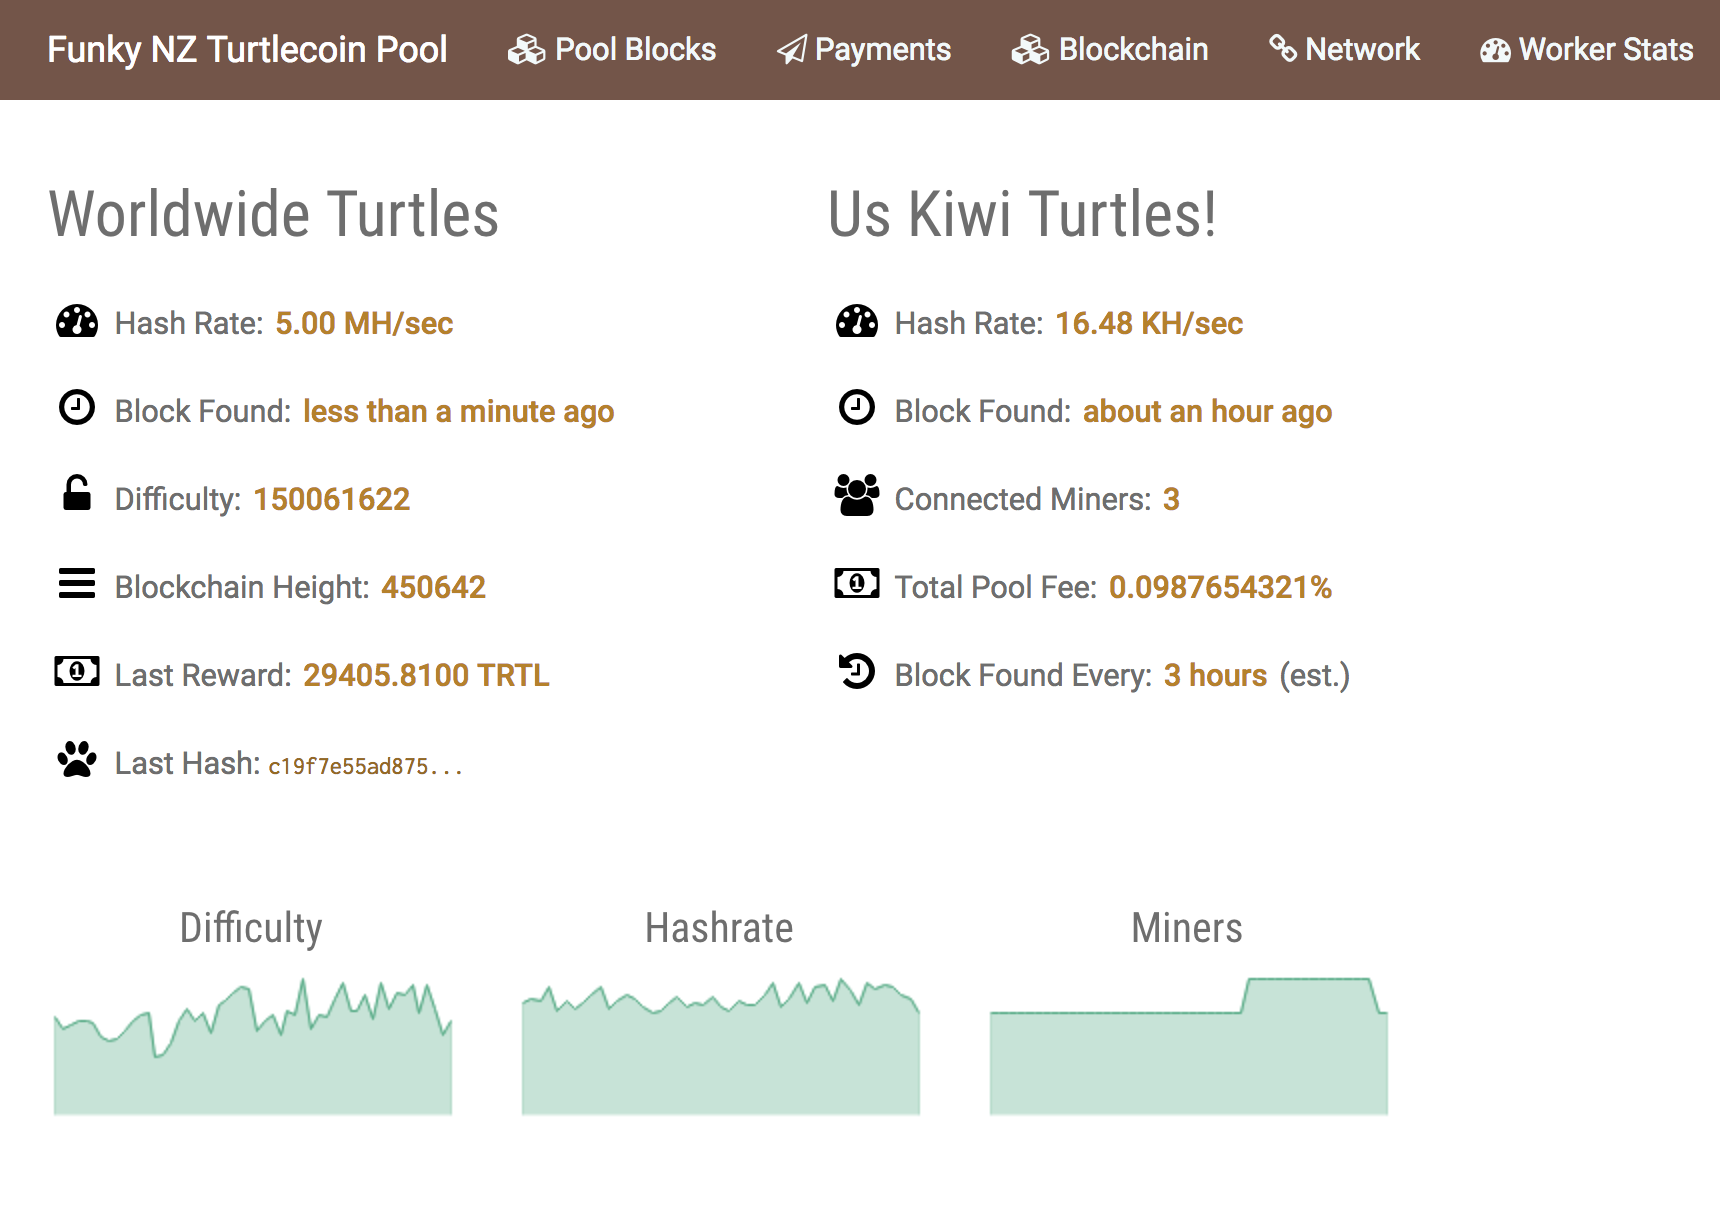 Funky NZ Turtlecoin Pool Pool Blocks Payments Blockchain Network Worker Stats
Worldwide Turtles
Hash Rate: 5.00 MH/sec
Block Found: less than a minute ago
Difficulty: 150061622
Blockchain Height: 450642
Last Reward: 29405.8100 TRTL
Last Hash: c19f7e55ad875...
Us Kiwi Turtles!
Hash Rate: 16.48 KH/sec
Block Found: about an hour ago
Connected Miners: 3
Total Pool Fee: 0.0987654321%
Block Found Every: 3 hours (est.)
Difficulty
Hashrate
Miners